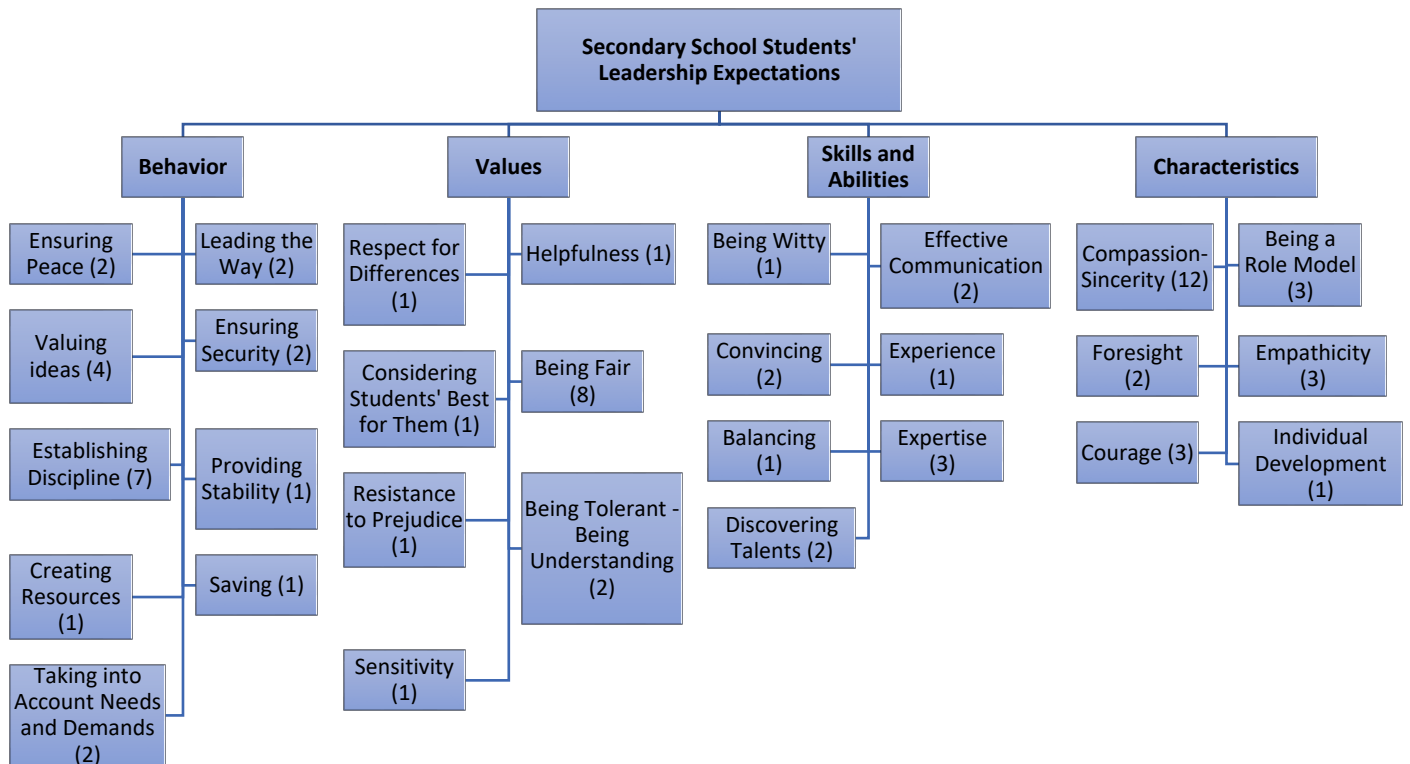 Secondary School Students'
Leadership Expectations
Behavior
Values
Skills and
Abilities
Characteristics
Ensuring
Peace (2)
Leading the
Way (2)
Valuing
ideas (4)
Ensuring
Security (2)
Establishing
Discipline (7)
Providing
Stability (1)
Creating
Resources
(1)
Saving (1)
Taking into
Account Needs
and Demands
(2)
Respect for
Differences
(1)
Helpfulness (1)
Considering
Students' Best
for Them (1)
Being Fair
(8)
Resistance
to Prejudice
(1)
Being Tolerant -
Being
Understanding
(2)
Sensitivity
(1)
Being Witty
(1)
Effective
Communication
(2)
Convincing
(2)
Experience
(1)
Balancing
(1)
Expertise
(3)
Discovering
Talents (2)
Compassion-
Sincerity (12)
Being a
Role Model
(3)
Foresight
(2)
Empathicity
(3)
Courage (3)
Individual
Development
(1)